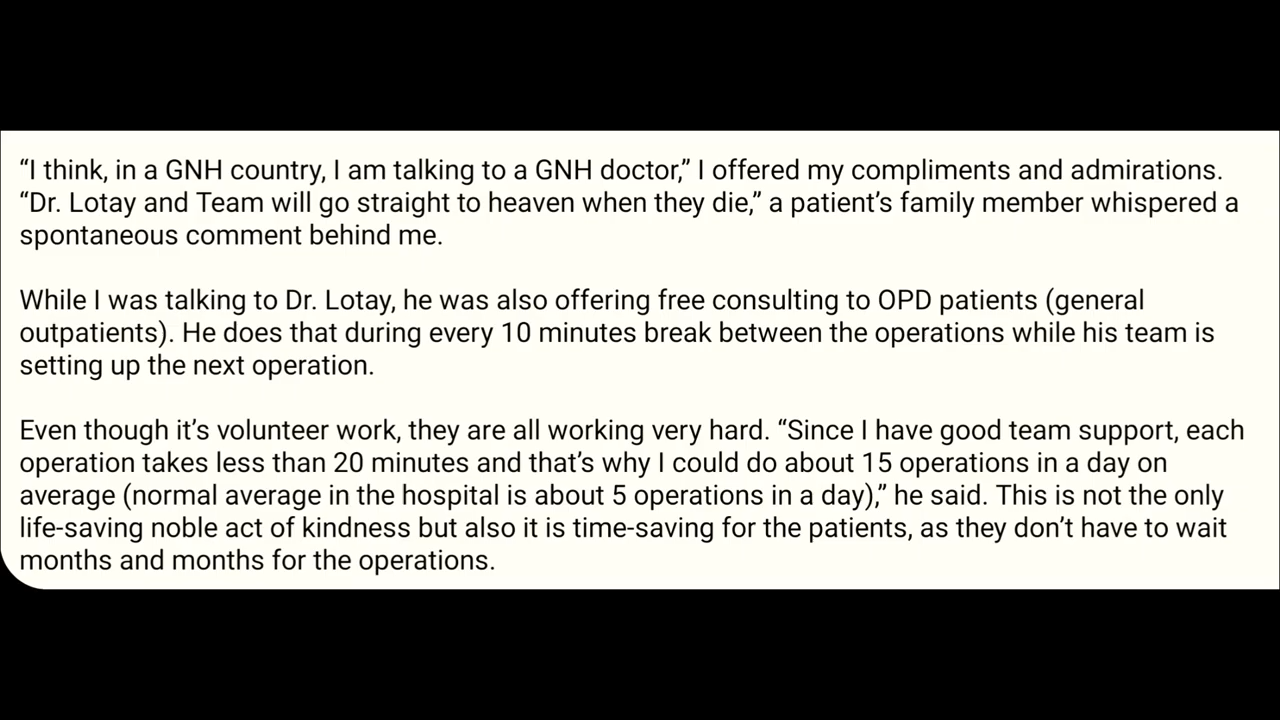 “I think, in a GNH country, I am talking to a GNH doctor,” I offered my compliments and admirations.
“Dr. Lotay and Team will go straight to heaven when they die,” a patient’s family member whispered a
spontaneous comment behind me.
While I was talking to Dr. Lotay, he was also offering free consulting to OPD patients (general
outpatients). He does that during every 10 minutes break between the operations while his team is
setting up the next operation.
Even though it’s volunteer work, they are all working very hard. “Since I have good team support, each
operation takes less than 20 minutes and that’s why I could do about 15 operations in a day on
average (normal average in the hospital is about 5 operations in a day),” he said. This is not the only
life-saving noble act of kindness but also it is time-saving for the patients, as they don’t have to wait
months and months for the operations.